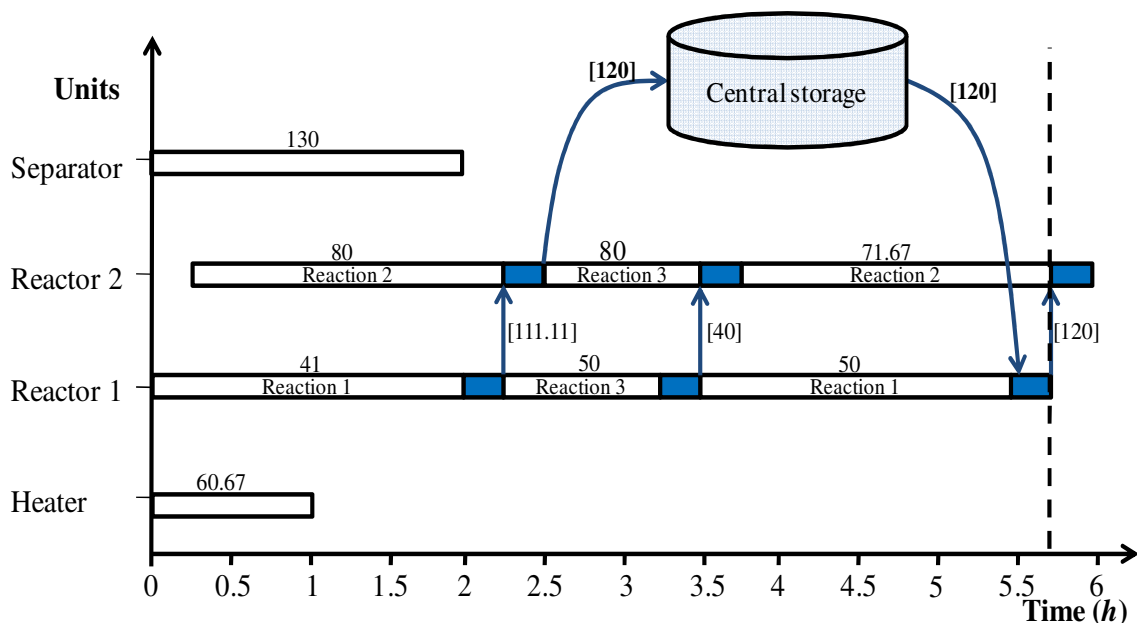 Units
[120]
Central storage
[120]
Separator
130
Reactor 2
80
Reaction 2
80
Reaction 3
71.67
Reaction 2
[111.11]
[40]
[120]
Reactor 1
41
Reaction 1
50
Reaction 3
50
Reaction 1
Heater
60.67
0 0.5 1 1.5 2 2.5 3 3.5 4 4.5 5 5.5 6
Time (h)